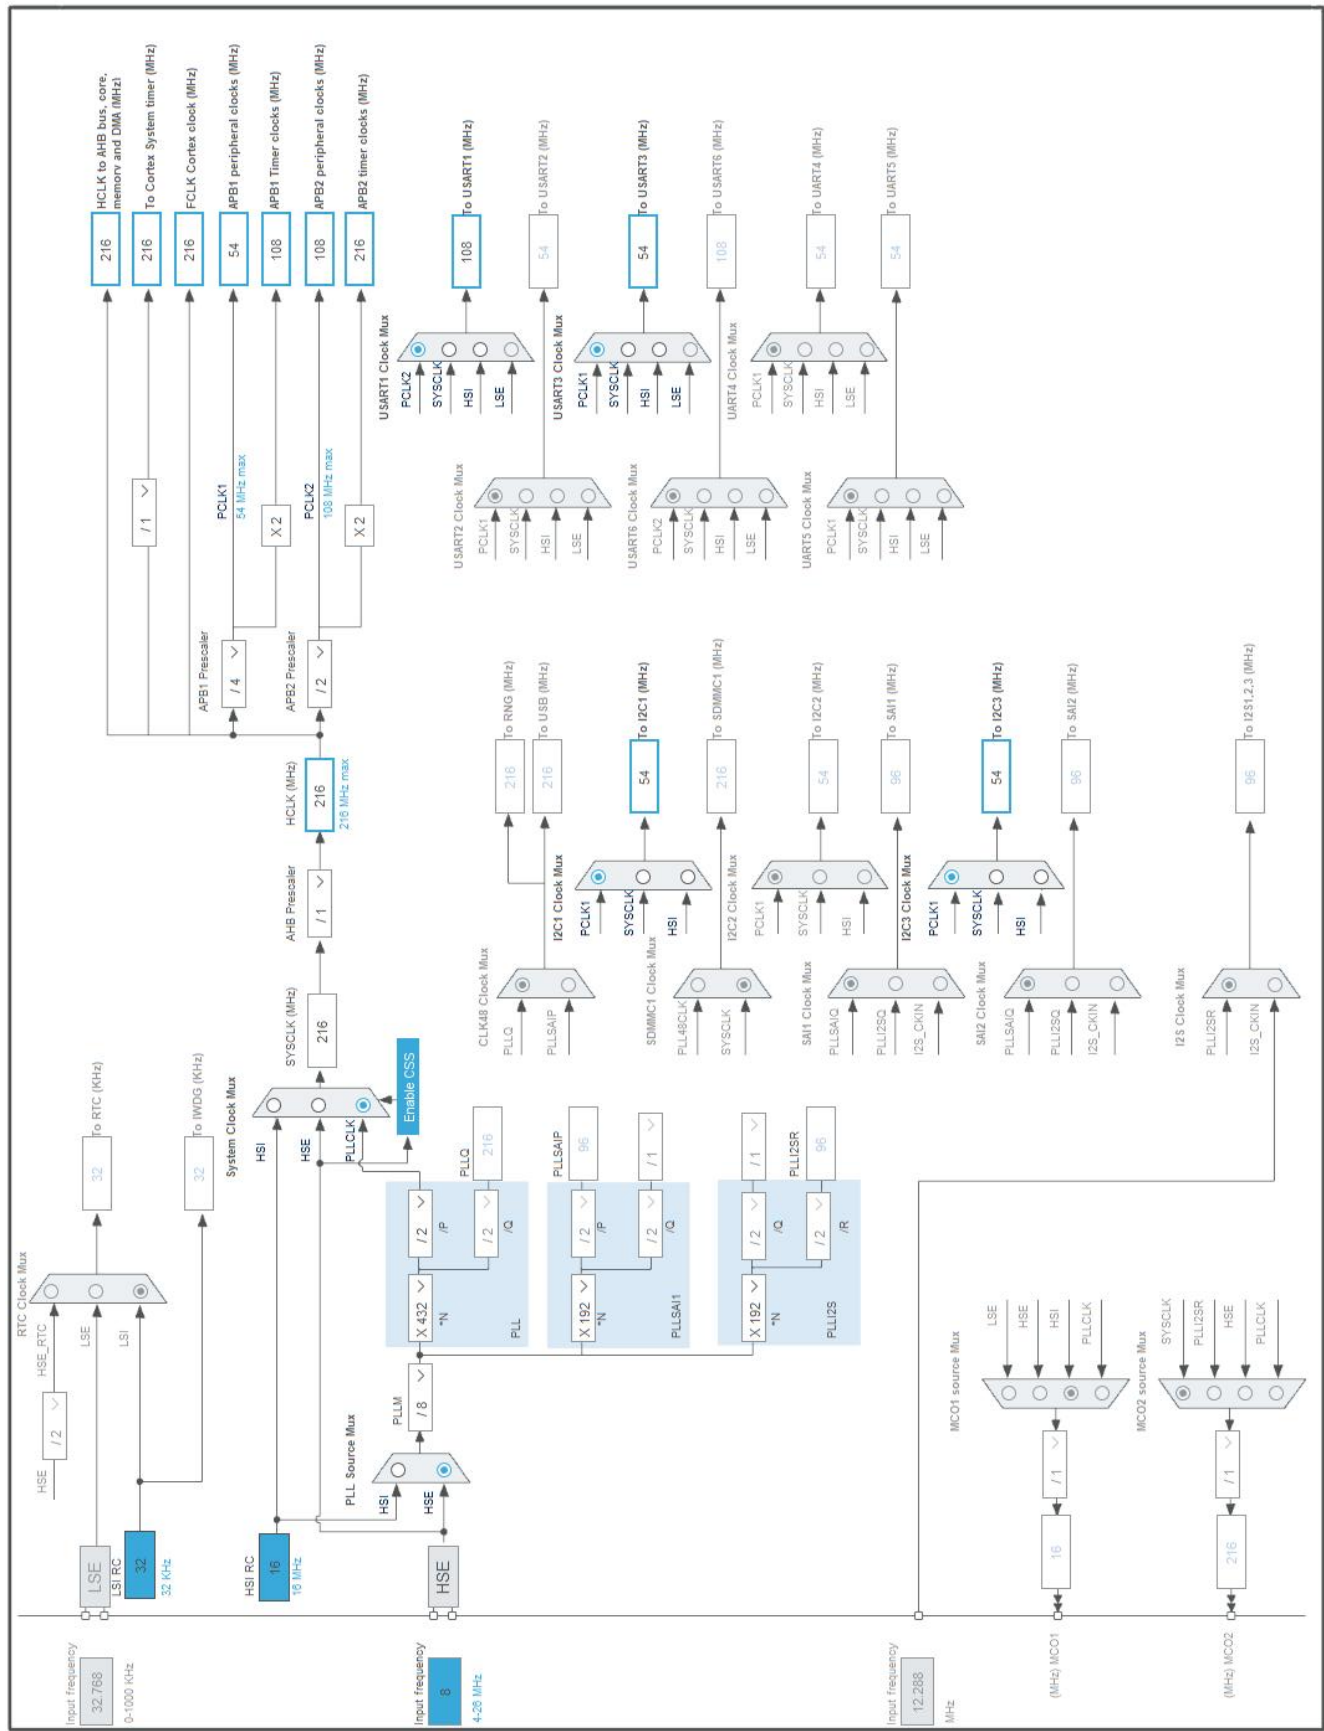 Input frequency
32.768
0-1000 KHz
LSE
LSI RC
32
32 KHz
HSE
/ 2
HSE_RTC
LSE
LSI
RTC Clock Mux
32
To RTC (KHz)
32
To IWDG (KHz)
HSI RC
16
16 MHz
Input frequency
8
4-26 MHz
HSE
PLL Source Mux
HSI
HSE
PLLM
/ 8
X 432
*N
/ 2
/P
/ 2
/Q
PLL
PLLQ
216
X 192
*N
/ 2
/P
/ 2
/Q
PLLSAI1
PLLSAIP
96
/ 1
X 192
*N
/ 2
/Q
/ 2
/R
PLLI2S
/ 1
PLLI2SR
96
System Clock Mux
HSI
HSE
PLLCLK
Enable CSS
SYSCLK (MHz)
216
AHB Prescaler
/ 1
HCLK (MHz)
216
216 MHz max
APB1 Prescaler
/ 4
APB2 Prescaler
/ 2
/ 1
PCLK1
54 MHz max
X 2
PCLK2
108 MHz max
X 2
216
HCLK to AHB bus, core,
memory and DMA (MHz)
216
To Cortex System timer (MHz)
216
FCLK Cortex clock (MHz)
54
APB1 peripheral clocks (MHz)
108
APB1 Timer clocks (MHz)
108
APB2 peripheral clocks (MHz)
216
APB2 timer clocks (MHz)
USART1 Clock Mux
PCLK2
SYSCLK
HSI
LSE
108
To USART1 (MHz)
USART2 Clock Mux
PCLK1
SYSCLK
HSI
LSE
54
To USART2 (MHz)
USART3 Clock Mux
PCLK1
SYSCLK
HSI
LSE
54
To USART3 (MHz)
USART6 Clock Mux
PCLK2
SYSCLK
HSI
LSE
108
To USART6 (MHz)
UART4 Clock Mux
PCLK1
SYSCLK
HSI
LSE
54
To UART4 (MHz)
UART5 Clock Mux
PCLK1
SYSCLK
HSI
LSE
54
To UART5 (MHz)
CLK48 Clock Mux
PLLQ
PLLSAIP
216
To RNG (MHz)
216
To USB (MHz)
I2C1 Clock Mux
PCLK1
SYSCLK
HSI
54
To I2C1 (MHz)
SDMMC1 Clock Mux
PLL48CLK
SYSCLK
216
To SDMMC1 (MHz)
I2C2 Clock Mux
PCLK1
SYSCLK
HSI
54
To I2C2 (MHz)
SAI1 Clock Mux
PLLSAIQ
PLLI2SQ
I2S_CKIN
96
To SAI1 (MHz)
I2C3 Clock Mux
PCLK1
SYSCLK
HSI
54
To I2C3 (MHz)
SAI2 Clock Mux
PLLSAIQ
PLLI2SQ
I2S_CKIN
96
To SAI2 (MHz)
I2S Clock Mux
PLLI2SR
I2S_CKIN
96
To I2S1,2,3 (MHz)
Input frequency
12.288
MHz
MCO1 source Mux
LSE
HSE
HSI
PLLCLK
/ 1
16
(MHz) MCO1
MCO2 source Mux
SYSCLK
PLLI2SR
HSE
PLLCLK
/ 1
216
(MHz) MCO2